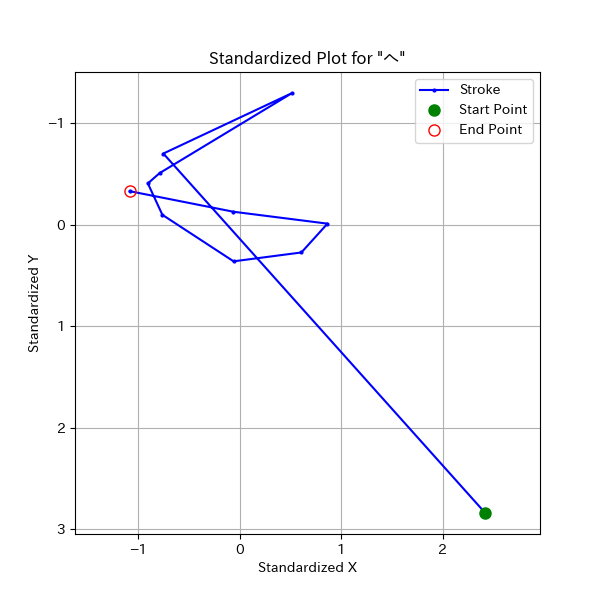 Standardized Plot for "へ"
Stroke
Start Point
End Point
Standardized Y
−1
0
1
2
3
−1
0
1
2
Standardized X